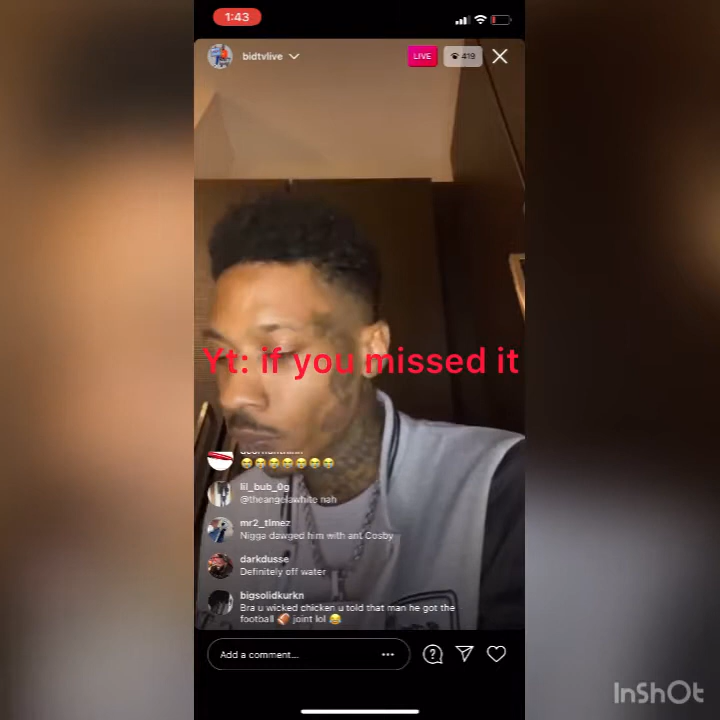 1:43
bidtvlive
LIVE
419
Yt: if you missed it
😂😂😂😂😂😂😂
lil_bub_0g
@theangelawhite nah
mr2_tlmez
Nigga dawged him with ant Cosby
darkdusse
Definitely off water
bigsolidkurkn
Bra u wicked chicken u told that man he got the
football 🏈 joint lol 😂
Add a comment...
InShOt